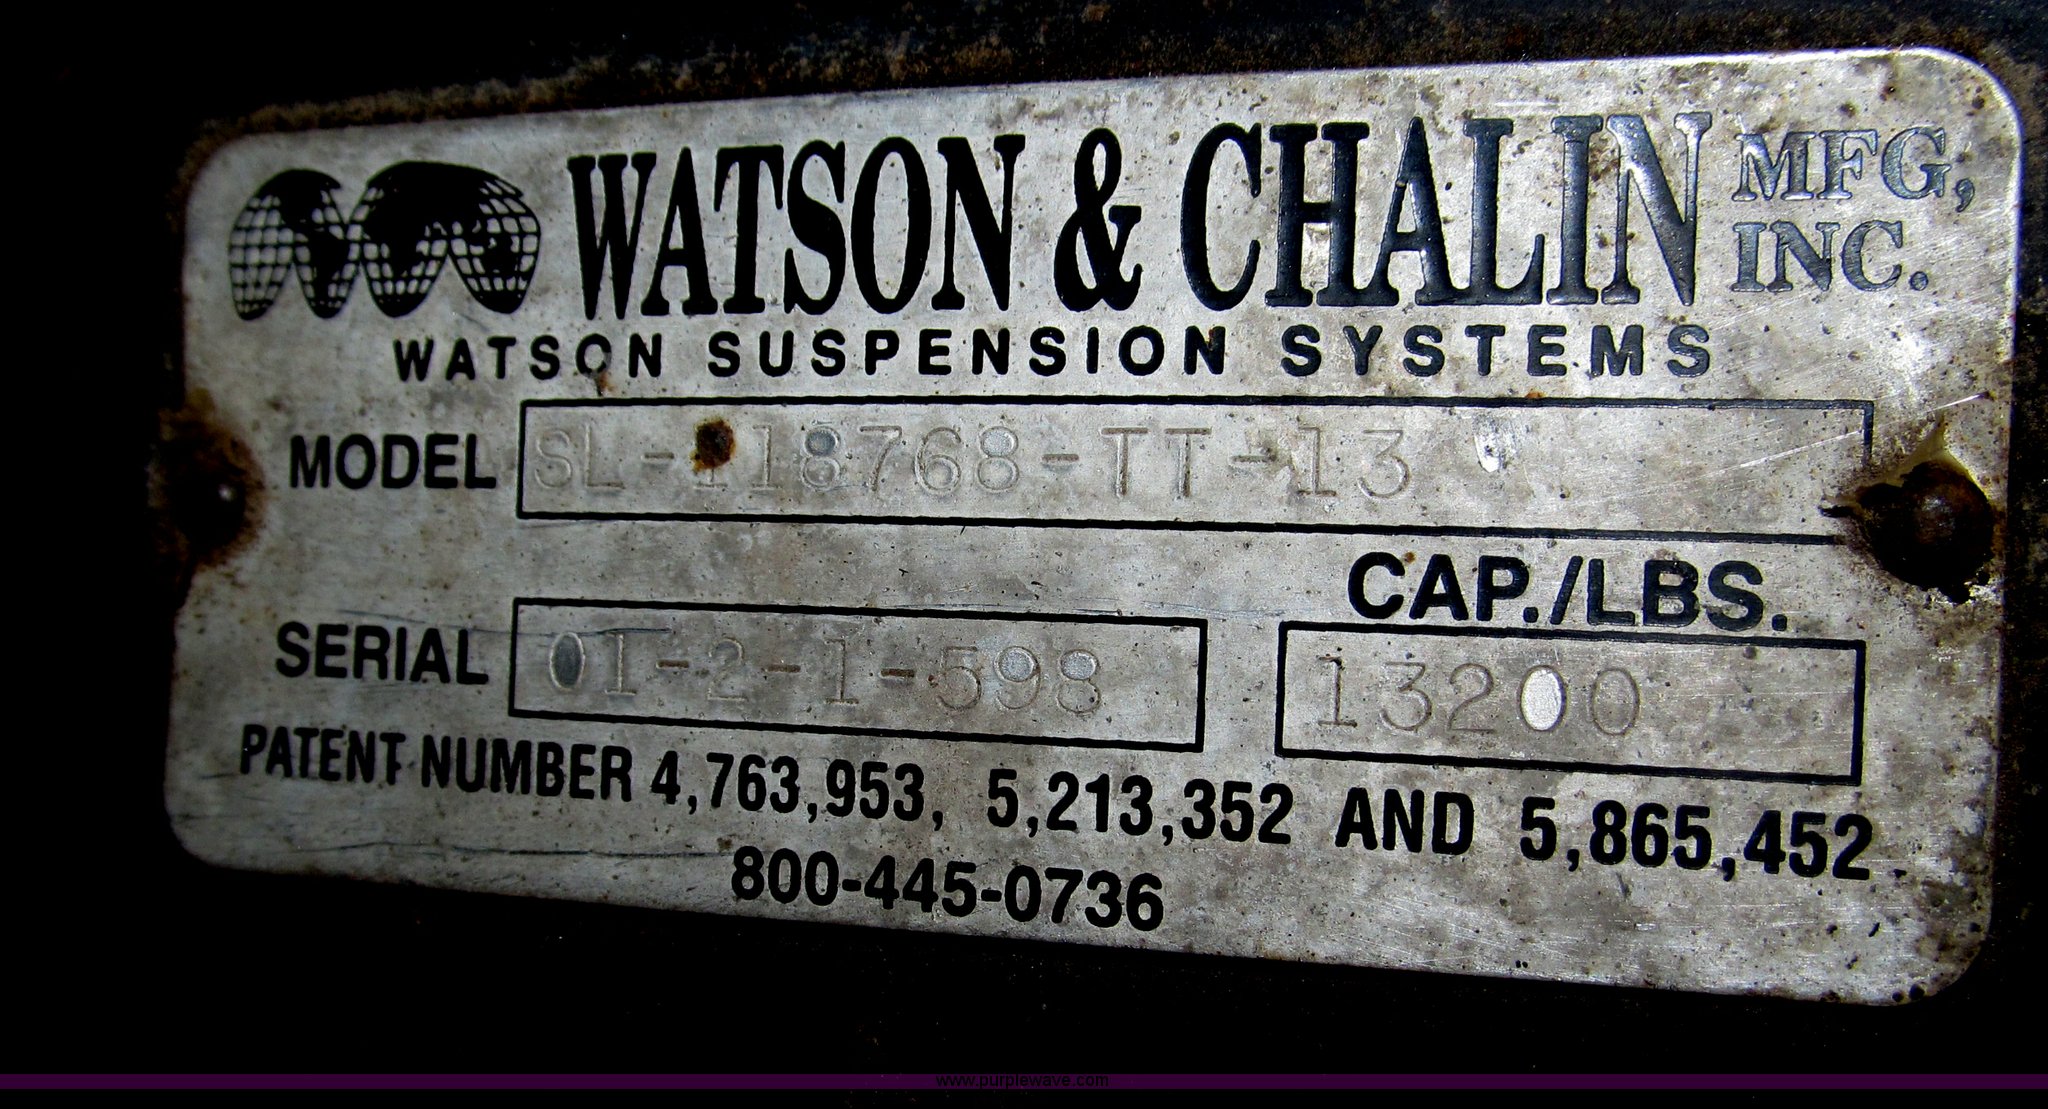 WATSON & CHALIN MFG, INC.
WATSON SUSPENSION SYSTEMS
MODEL SL-118768-TT-13
CAP./LBS.
SERIAL 01-2-1-598 13200
PATENT NUMBER 4,763,953, 5,213,352 AND 5,865,452.
800-445-0736
www.purplewave.com